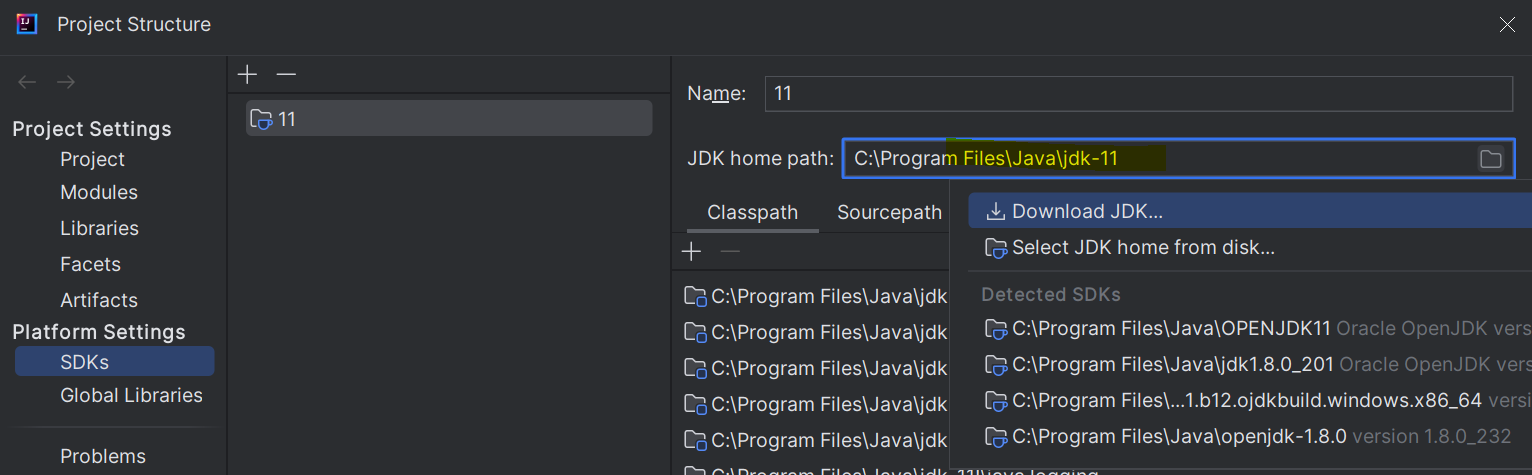 Project Structure
Project Settings
Project
Modules
Libraries
Facets
Artifacts
Platform Settings
SDKs
Global Libraries
Problems
11
Name: 11
JDK home path: C:\Program Files\Java\jdk-11
Classpath Sourcepath
C:\Program Files\Java\jdk
C:\Program Files\Java\jdk
C:\Program Files\Java\jdk
C:\Program Files\Java\jdk
C:\Program Files\Java\jdk
Download JDK...
Select JDK home from disk...
Detected SDKs
C:\Program Files\Java\OPENJDK11 Oracle OpenJDK vers
C:\Program Files\Java\jdk1.8.0_201 Oracle OpenJDK vers
C:\Program Files\...1.b12.ojdkbuild.windows.x86_64 versi
C:\Program Files\Java\openjdk-1.8.0 version 1.8.0_232